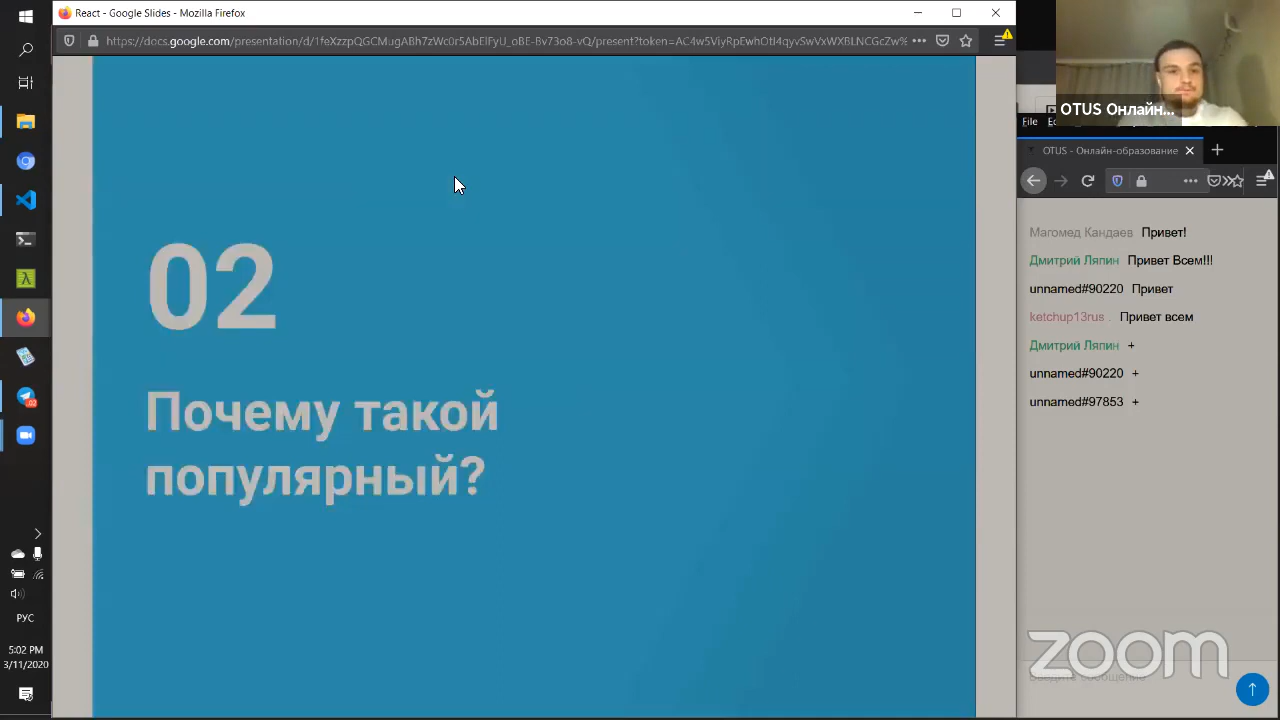 React - Google Slides - Mozilla Firefox
02
Почему такой
популярный?
РУС
5:02 PM
3/11/2020
OTUS Онлайн...
File
OTUS - Онлайн-образование
Магомед Кандаев Привет!
Дмитрий Ляпин Привет Всем!!!
unnamed#90220 Привет
ketchup13rus . Привет всем
Дмитрий Ляпин +
unnamed#90220 +
unnamed#97853 +
zoom
Введите сообщение